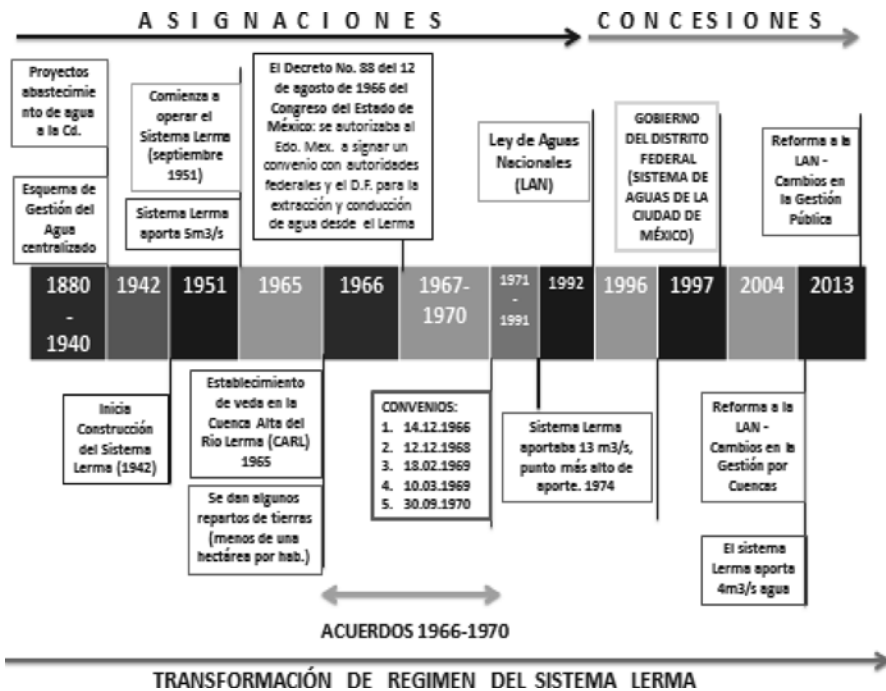 ASIGNACIONES
CONCESIONES
Proyectos
abastecimie
nto de agua
a la Cd.
Esquema de
Gestión del
Agua
centralizado
Comienza a
operar el
Sistema Lerma
(septiembre
1951)
Sistema Lerma
aporta 5m3/s
El Decreto No. 88 del 12
de agosto de 1966 del
Congreso del Estado de
México: se autorizaba al
Edo. Mex. a signar un
convenio con autoridades
federales y el D.F. para la
extracción y conducción
de agua desde el Lerma
Ley de Aguas
Nacionales
(LAN)
GOBIERNO
DEL DISTRITO
FEDERAL
(SISTEMA DE
AGUAS DE LA
CIUDAD DE
MÉXICO)
Reforma a la
LAN -
Cambios en
la Gestión
Pública
1880
-
1940
1942
1951
1965
1966
1967-
1970
1971
-
1991
1992
1996
1997
2004
2013
Inicia
Construcción
del Sistema
Lerma (1942)
Establecimiento
de veda en la
Cuenca Alta del
Río Lerma (CARL)
1965
Se dan algunos
repartos de tierras
(menos de una
hectárea por hab.)
CONVENIOS:
1. 14.12.1966
2. 12.12.1968
3. 18.02.1969
4. 10.03.1969
5. 30.09.1970
Sistema Lerma
aportaba 13 m3/s,
punto más alto de
aporte. 1974
Reforma a la
LAN -
Cambios en la
Gestión por
Cuencas
El sistema
Lerma aporta
4m3/s agua
ACUERDOS 1966-1970
TRANSFORMACIÓN DE REGIMEN DEL SISTEMA LERMA